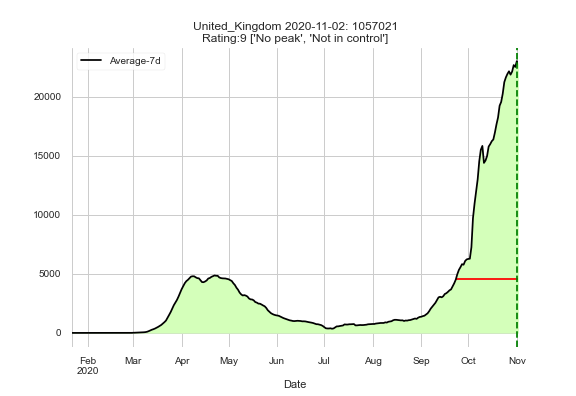 United_Kingdom 2020-11-02: 1057021
Rating:9 ['No peak', 'Not in control']
Average-7d
20000
15000
10000
5000
0
Feb Mar Apr May Jun Jul Aug Sep Oct Nov
2020
Date